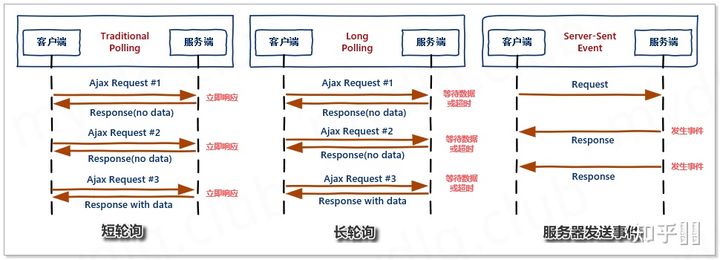 客户端
Traditional
Polling
服务端
Ajax Request #1
立即响应
Response(no data)
Ajax Request #2
立即响应
Response(no data)
Ajax Request #3
立即响应
Response with data
短轮询
客户端
Long
Polling
服务端
Ajax Request #1
等待数据
或超时
Response(no data)
Ajax Request #2
等待数据
或超时
Response(no data)
Ajax Request #3
等待数据
或超时
Response with data
长轮询
客户端
Server-Sent
Event
服务端
Request
发生事件
Response
发生事件
Response
服务器发送事件
知乎